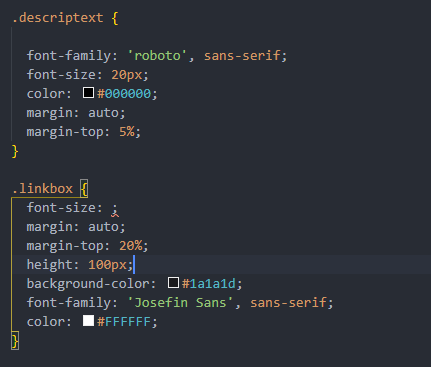 .descriptext {
font-family: 'roboto', sans-serif;
font-size: 20px;
color: #000000;
margin: auto;
margin-top: 5%;
}
.linkbox {
font-size: ;
margin: auto;
margin-top: 20%;
height: 100px;
background-color: #1a1a1d;
font-family: 'Josefin Sans', sans-serif;
color: #FFFFFF;
}